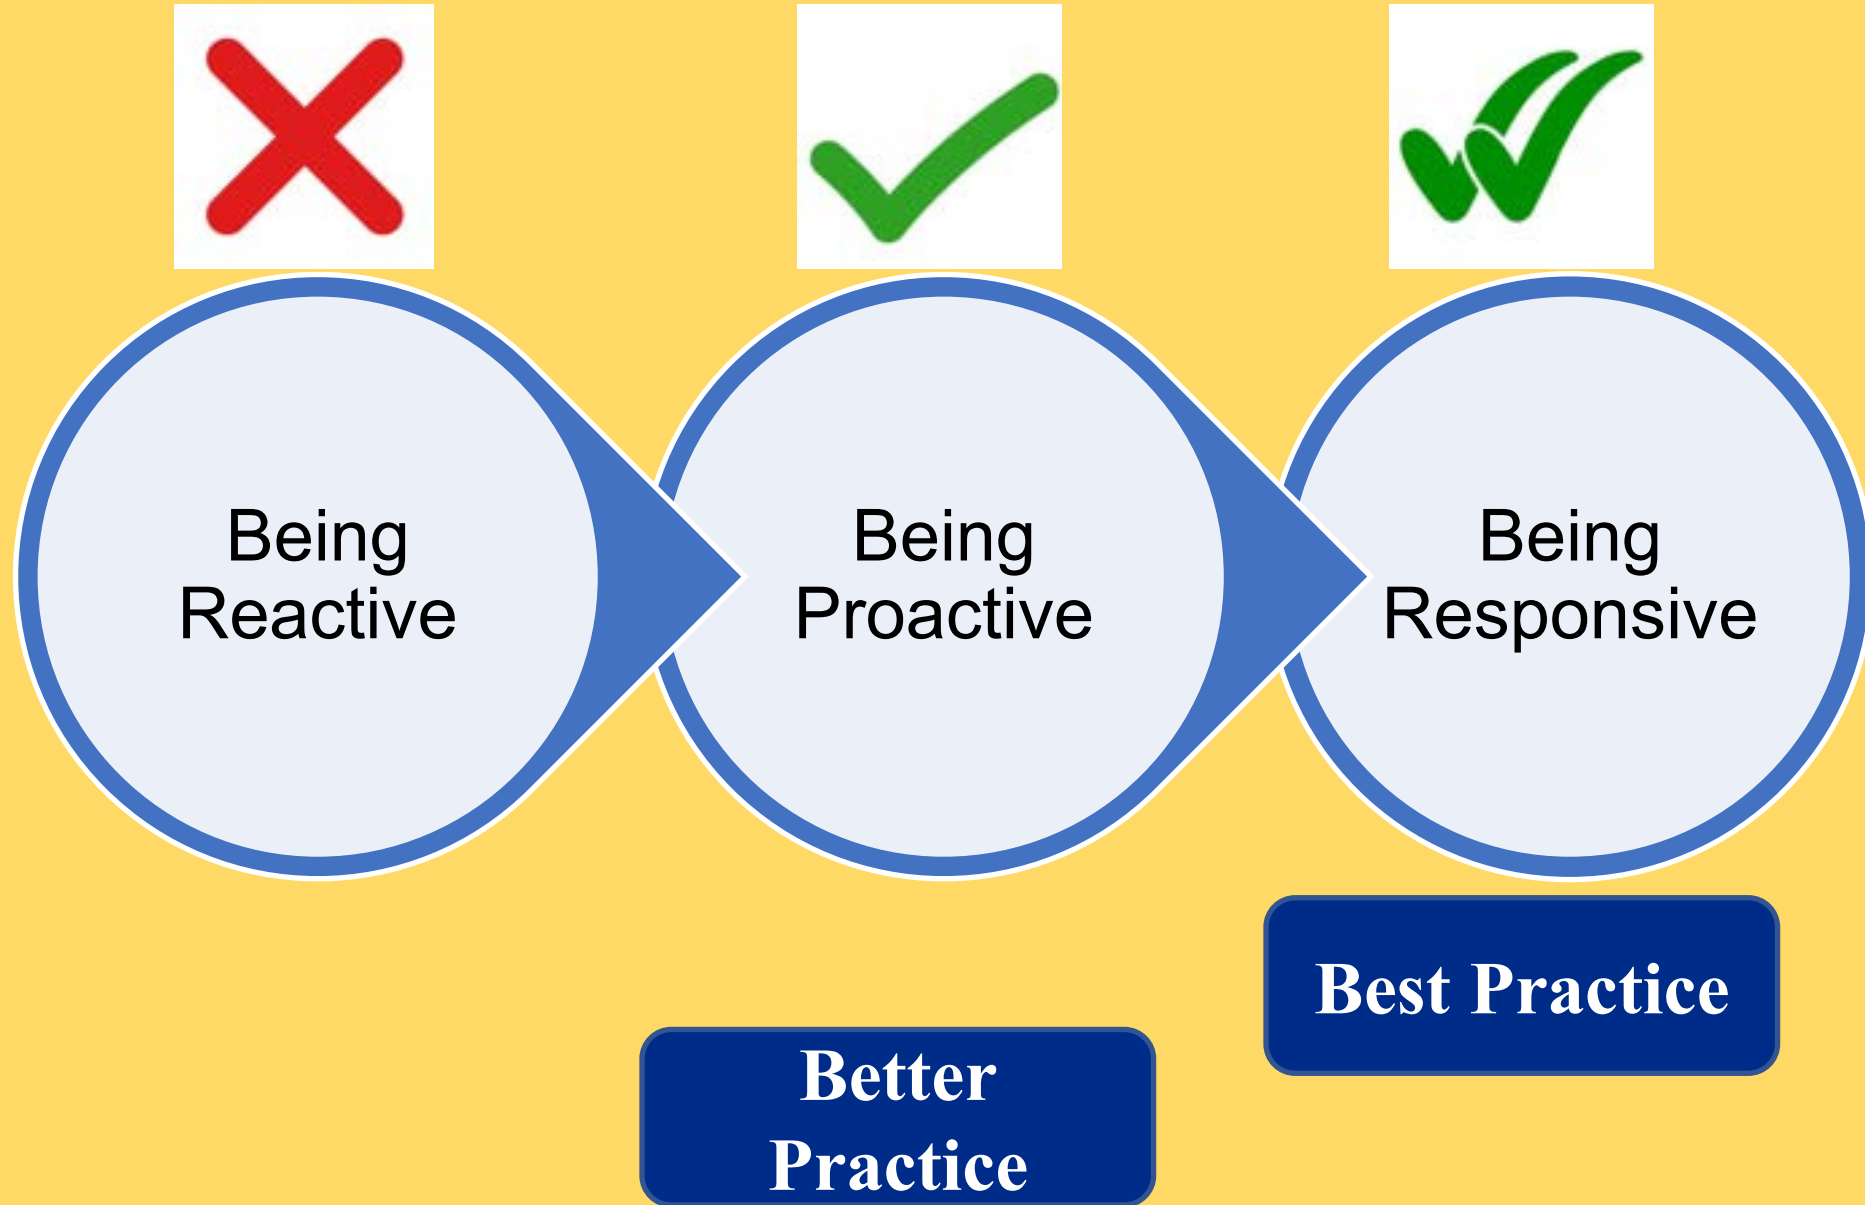 Being
Reactive
Being
Proactive
Being
Responsive
Best Practice
Better
Practice